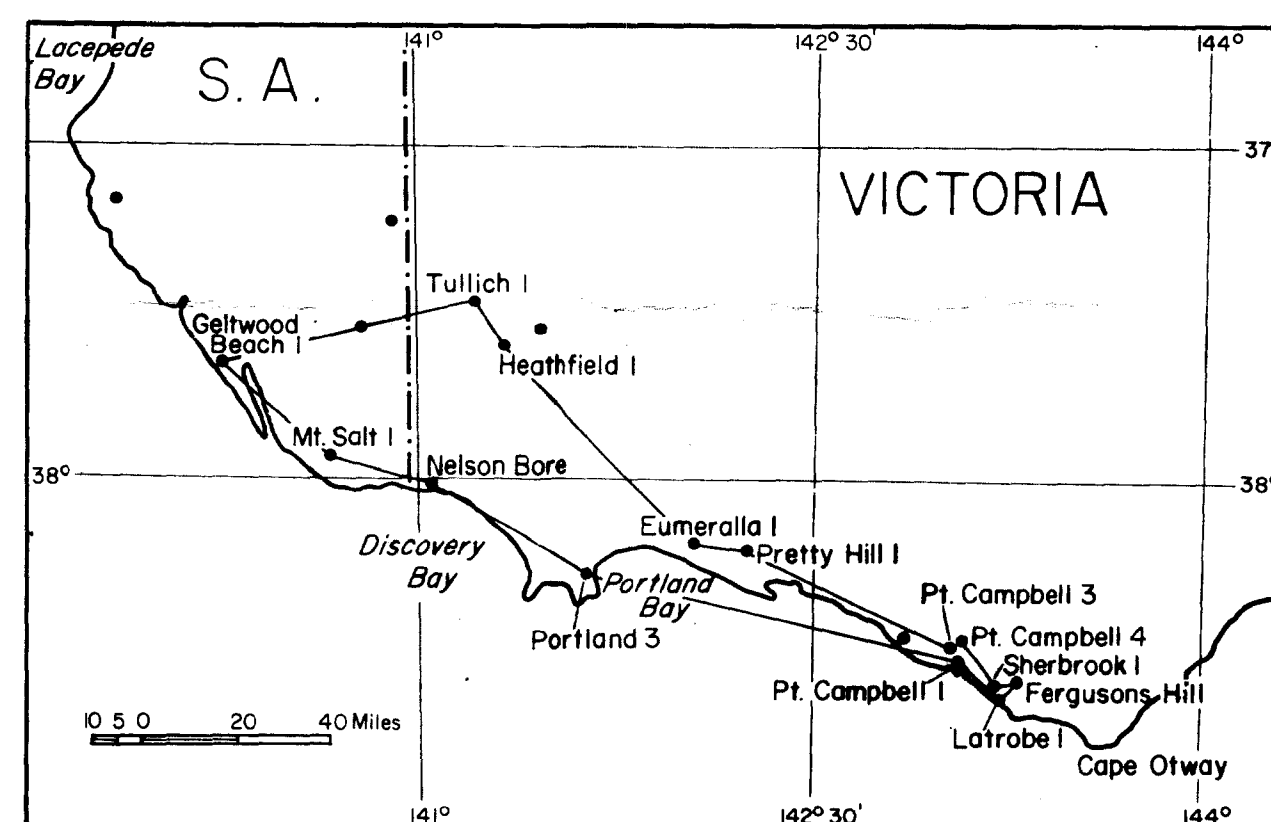 Lacepede
Bay
S. A.
141°
142° 30'
144°
37
VICTORIA
Tullich 1
Geltwood
Beach 1
Heathfield 1
Mt. Salt 1
Nelson Bore
38°
38°
Discovery
Bay
Eumeralla 1
Pretty Hill 1
Portland
Bay
Portland 3
Pt. Campbell 3
Pt. Campbell 4
Sherbrook 1
Pt. Campbell 1
Fergusons Hill
Latrobe 1
Cape Otway
10 5 0 20 40 Miles
141°
142° 30'
144°